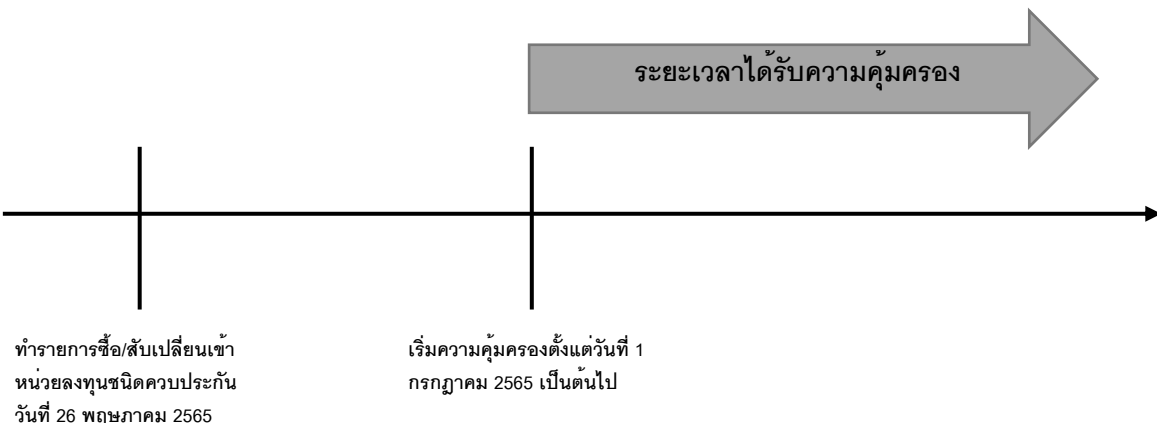 ระยะเวลาได้รับความคุ้มครอง
ทำรายการซื้อ/สับเปลี่ยนเข้า
หน่วยลงทุนชนิดควบประกัน
วันที่ 26 พฤษภาคม 2565
เริ่มความคุ้มครองตั้งแต่วันที่ 1
กรกฎาคม 2565 เป็นต้นไป